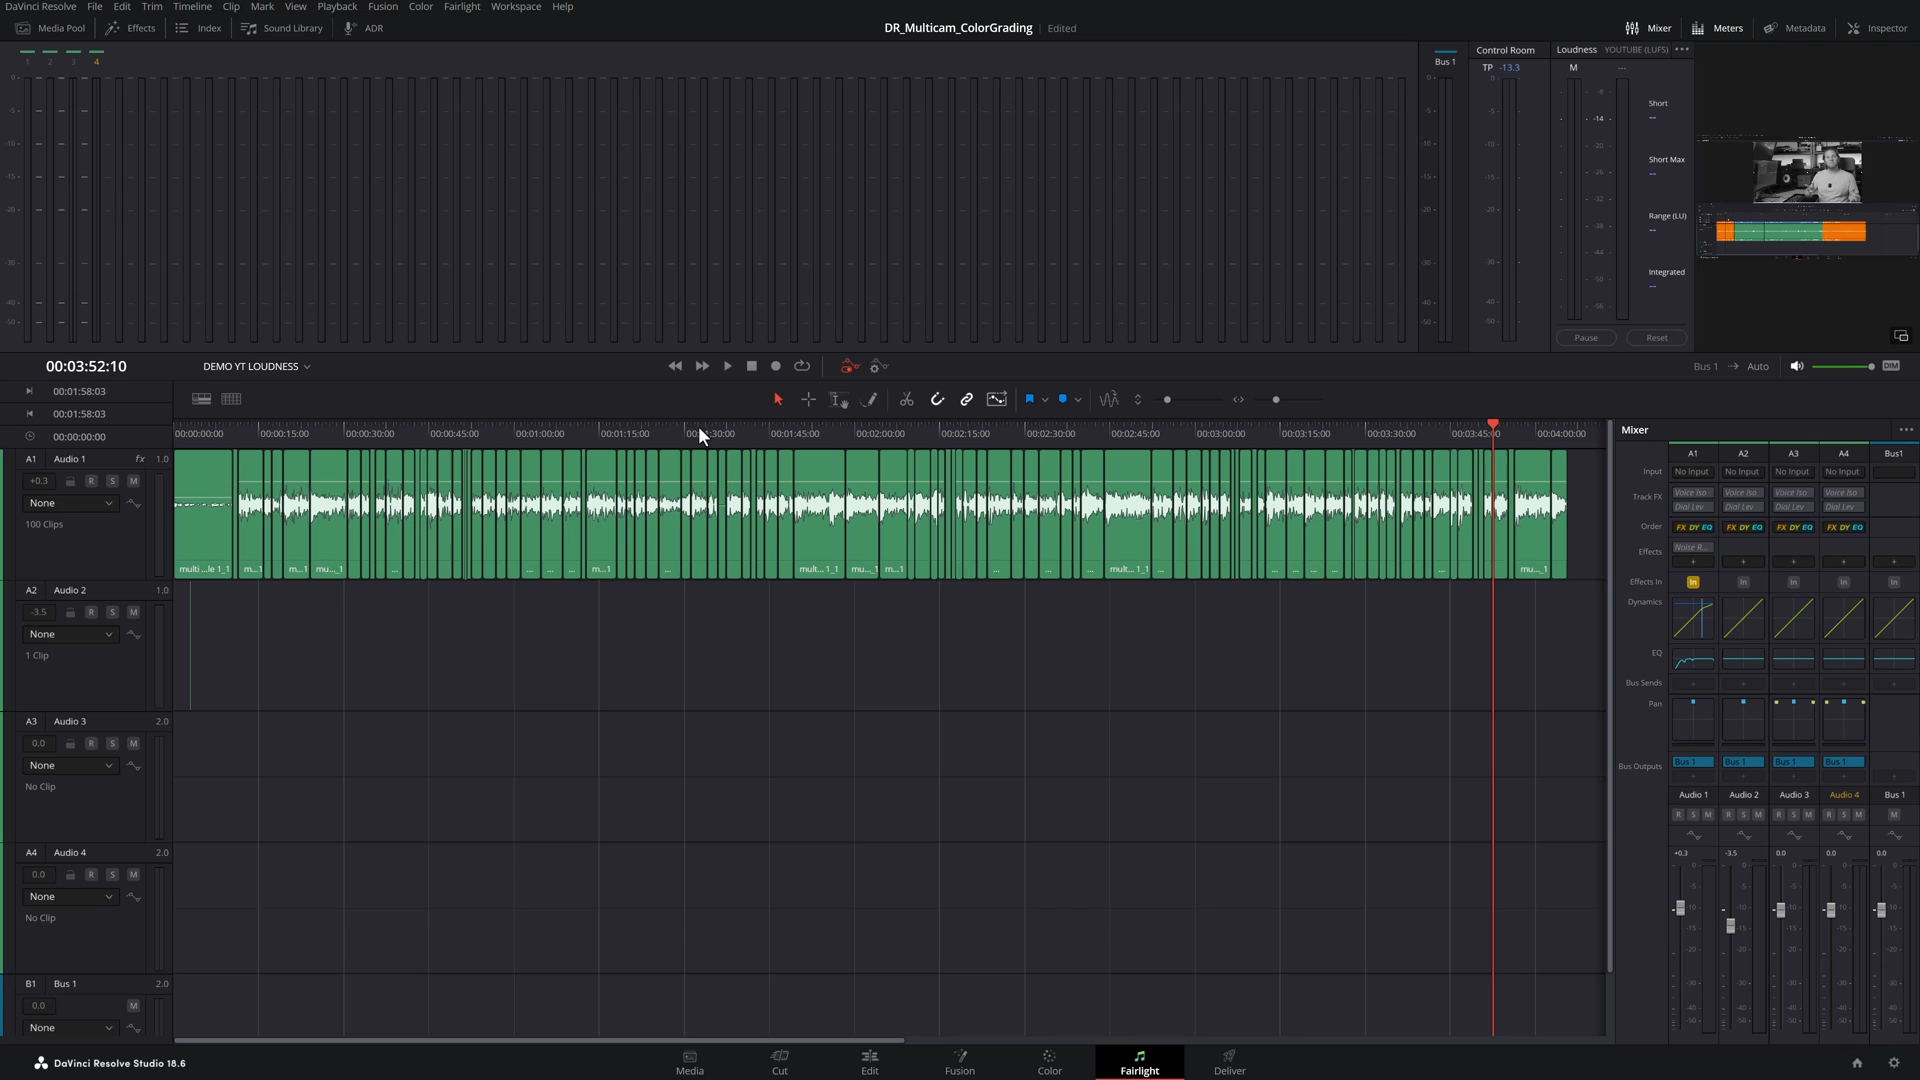 DaVinci Resolve File Edit Trim Timeline Clip Mark View Playback Fusion Color Fairlight Workspace Help
Media Pool Effects Index Sound Library ADR
DR_Multicam_ColorGrading Edited
Mixer Meters Metadata Inspector
1 2 3 4
Bus 1
Control Room
TP -13.3
Loudness YOUTUBE (LUFS) •••
M ---
Short
--
Short Max
--
Range (LU)
--
Integrated
--
Pause Reset
00:03:52:10
DEMO YT LOUDNESS
Bus 1 → Auto DIM
00:01:58:03
00:01:58:03
00:00:00:00
00:00:00:00 00:00:15:00 00:00:30:00 00:00:45:00 00:01:00:00 00:01:15:00 00:01:30:00 00:01:45:00 00:02:00:00 00:02:15:00 00:02:30:00 00:02:45:00 00:03:00:00 00:03:15:00 00:03:30:00 00:03:45:00 00:04:00:00
A1 Audio 1 fx 1.0
+0.3 R S M
None
100 Clips
multi ...le 1_1 m...1 m...1 mu..._1 ... ... ... ... m...1 ... mult... 1_1 mu..._1 m...1 ... ... ... mult... 1_1 ... ... ... ... ... ... mu..._1
A2 Audio 2 1.0
-3.5 R S M
None
1 Clip
A3 Audio 3 2.0
0.0 R S M
None
No Clip
A4 Audio 4 2.0
0.0 R S M
None
No Clip
B1 Bus 1 2.0
0.0 M
None
Mixer •••
A1 A2 A3 A4 Bus1
Input No Input No Input No Input No Input
Track FX Voice Iso Voice Iso Voice Iso Voice Iso
Dial Lev Dial Lev Dial Lev Dial Lev
Order FX DY EQ FX DY EQ FX DY EQ FX DY EQ
Effects Noise R...
+ + + + +
Effects In In In In In In
Dynamics
EQ
Bus Sends + + + + +
Pan
Bus Outputs Bus 1 Bus 1 Bus 1 Bus 1
Audio 1 Audio 2 Audio 3 Audio 4 Bus 1
R S M R S M R S M R S M M
+0.3 -3.5 0.0 0.0 0.0
DaVinci Resolve Studio 18.6
Media Cut Edit Fusion Color Fairlight Deliver